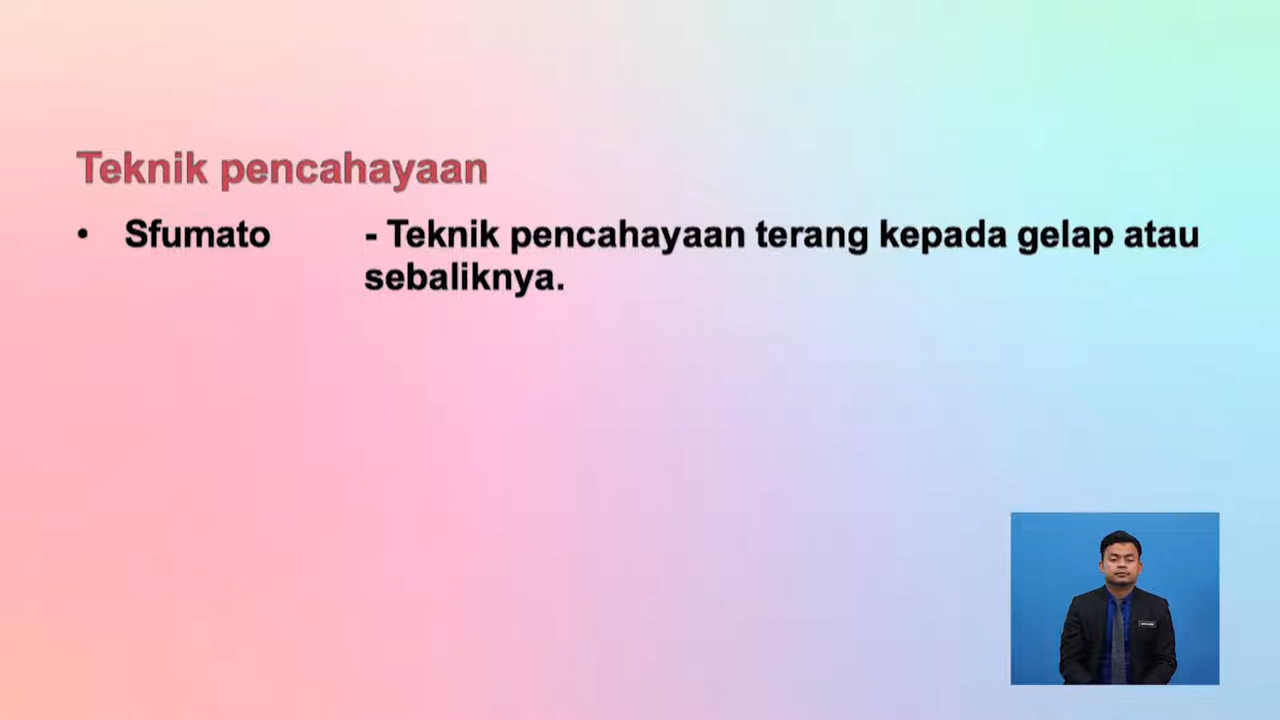 Teknik pencahayaan
• Sfumato - Teknik pencahayaan terang kepada gelap atau
sebaliknya.